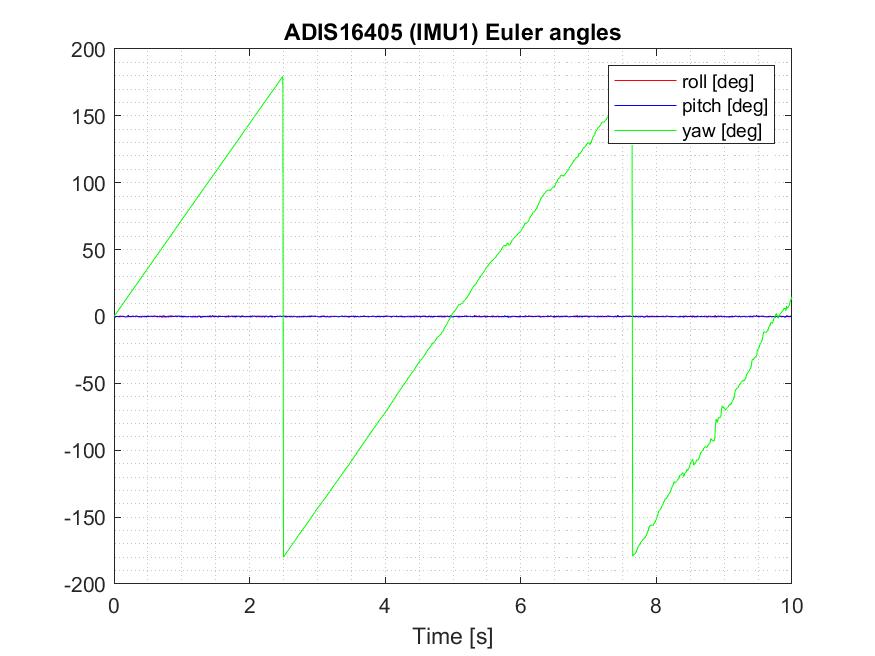 ADIS16405 (IMU1) Euler angles
200
150
100
50
0
-50
-100
-150
-200
roll [deg]
pitch [deg]
yaw [deg]
0 2 4 6 8 10
Time [s]